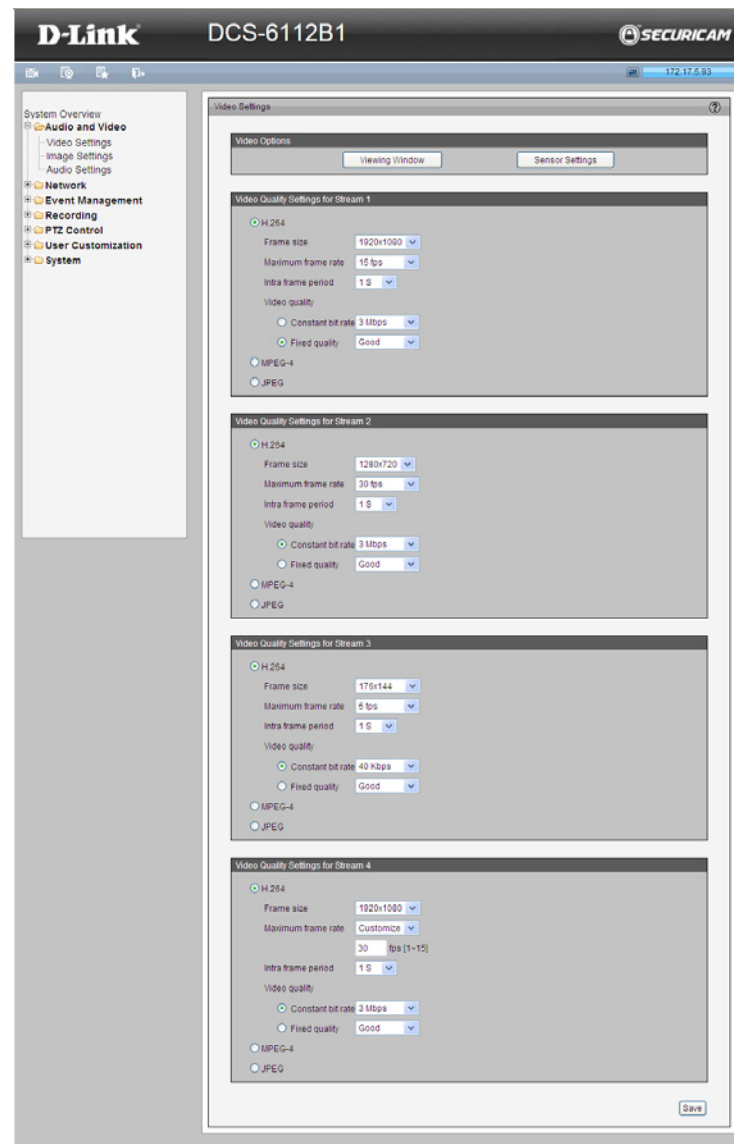 D-Link DCS-6112B1 SECURICAM
172.17.5.93
System Overview
Audio and Video
Video Settings
Image Settings
Audio Settings
Network
Event Management
Recording
PTZ Control
User Customization
System
Video Settings
Video Options
Viewing Window Sensor Settings
Video Quality Settings for Stream 1
H.264
Frame size 1920x1080
Maximum frame rate 15 fps
Intra frame period 1 S
Video quality
Constant bit rate 3 Mbps
Fixed quality Good
MPEG-4
JPEG
Video Quality Settings for Stream 2
H.264
Frame size 1280x720
Maximum frame rate 30 fps
Intra frame period 1 S
Video quality
Constant bit rate 3 Mbps
Fixed quality Good
MPEG-4
JPEG
Video Quality Settings for Stream 3
H.264
Frame size 176x144
Maximum frame rate 5 fps
Intra frame period 1 S
Video quality
Constant bit rate 40 Kbps
Fixed quality Good
MPEG-4
JPEG
Video Quality Settings for Stream 4
H.264
Frame size 1920x1080
Maximum frame rate Customize
30 fps [1~15]
Intra frame period 1 S
Video quality
Constant bit rate 3 Mbps
Fixed quality Good
MPEG-4
JPEG
Save